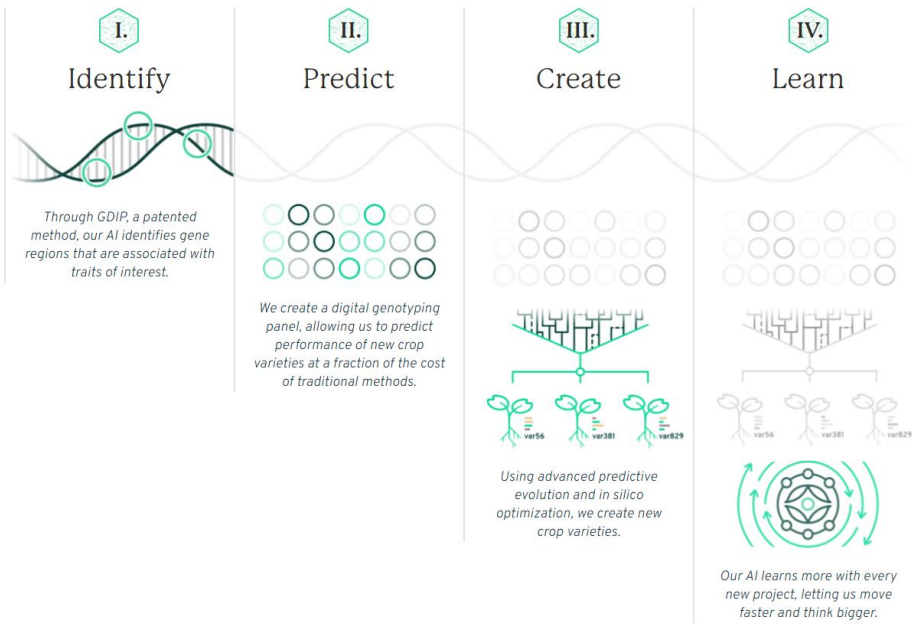 I.
Identify
Through GDIP, a patented
method, our AI identifies gene
regions that are associated with
traits of interest.
II.
Predict
We create a digital genotyping
panel, allowing us to predict
performance of new crop
varieties at a fraction of the cost
of traditional methods.
III.
Create
var56
var381
var829
Using advanced predictive
evolution and in silico
optimization, we create new
crop varieties.
IV.
Learn
var56
var381
var829
Our AI learns more with every
new project, letting us move
faster and think bigger.